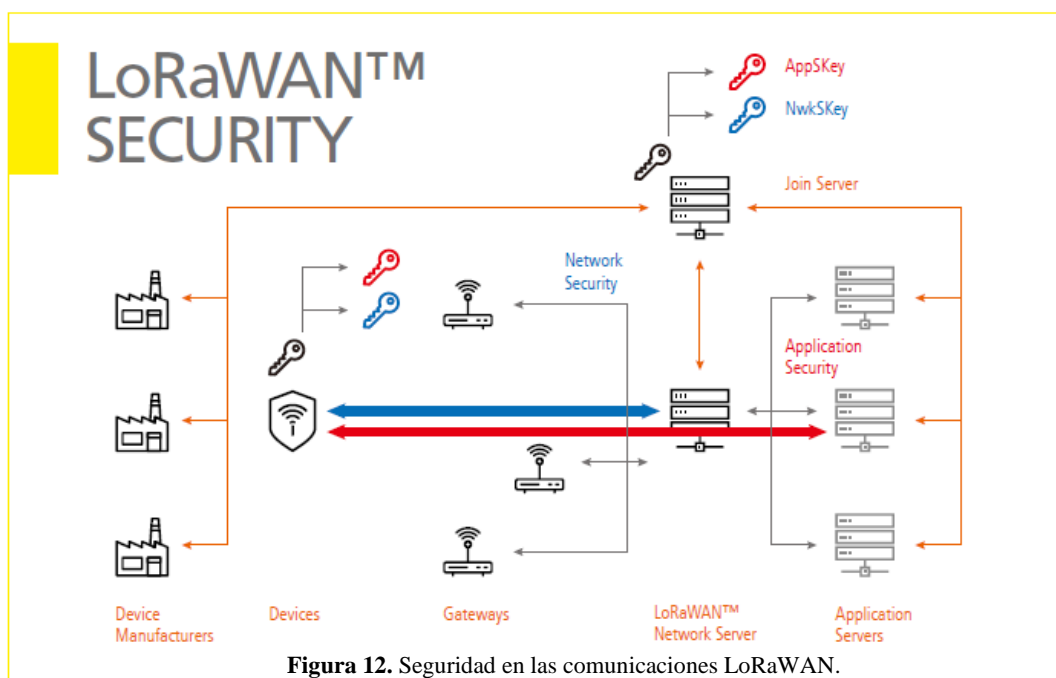 LoRaWAN™
SECURITY
AppSKey
NwkSKey
Join Server
Network
Security
Application
Security
Device
Manufacturers
Devices
Gateways
LoRaWAN™
Network Server
Application
Servers
Figura 12. Seguridad en las comunicaciones LoRaWAN.